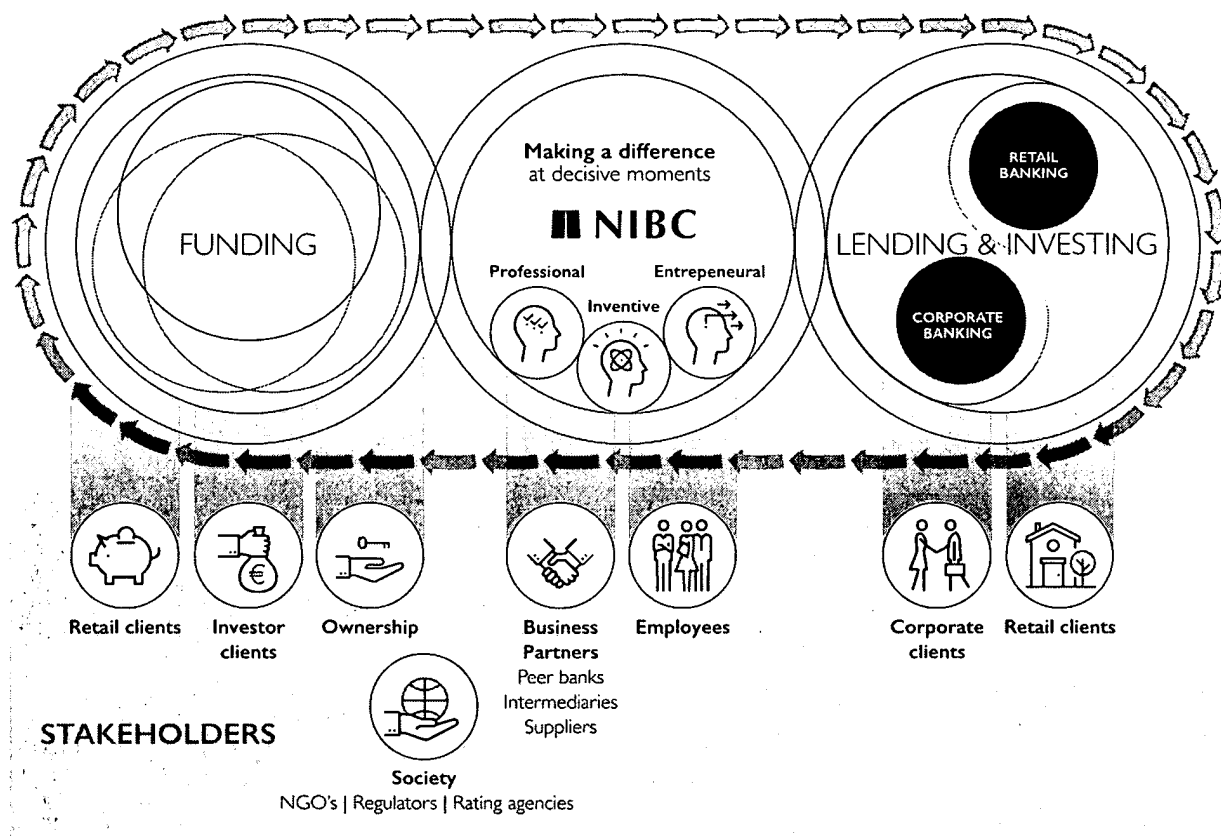 Making a difference
at decisive moments
NIBC
FUNDING
LENDING & INVESTING
RETAIL
BANKING
CORPORATE
BANKING
Professional
Entrepeneurial
Inventive
Retail clients
Investor
clients
Ownership
Business
Partners
Peer banks
Intermediaries
Suppliers
Employees
Corporate
clients
Retail clients
STAKEHOLDERS
Society
NGO's | Regulators | Rating agencies